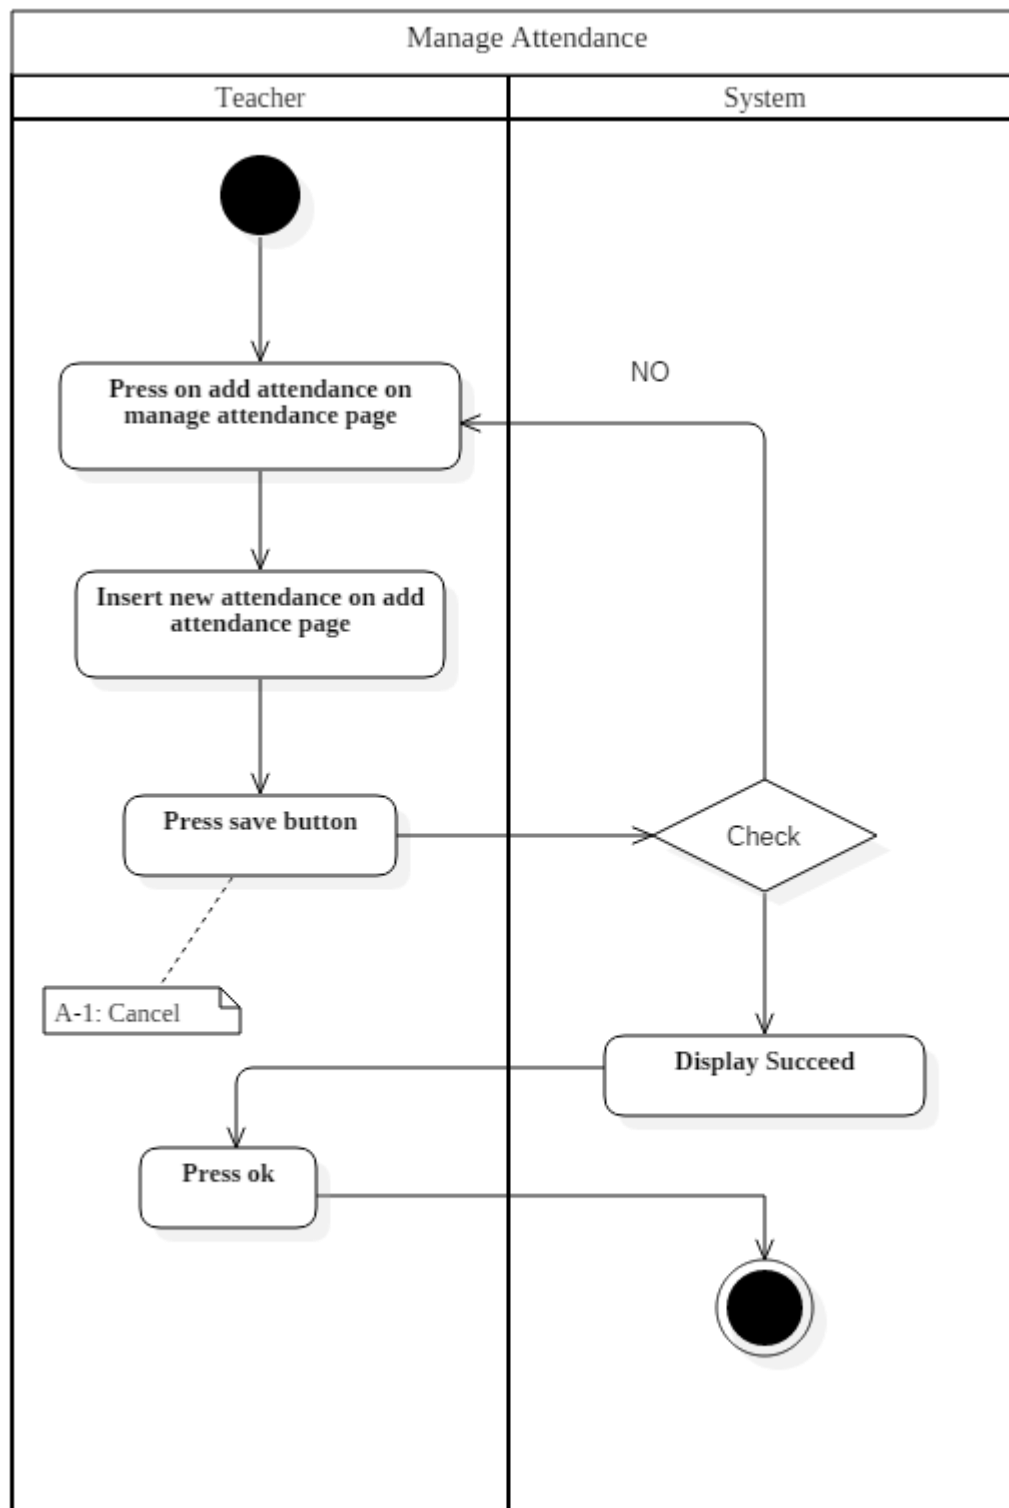 Manage Attendance
Teacher
System
Press on add attendance on
manage attendance page
NO
Insert new attendance on add
attendance page
Press save button
Check
A-1: Cancel
Display Succeed
Press ok